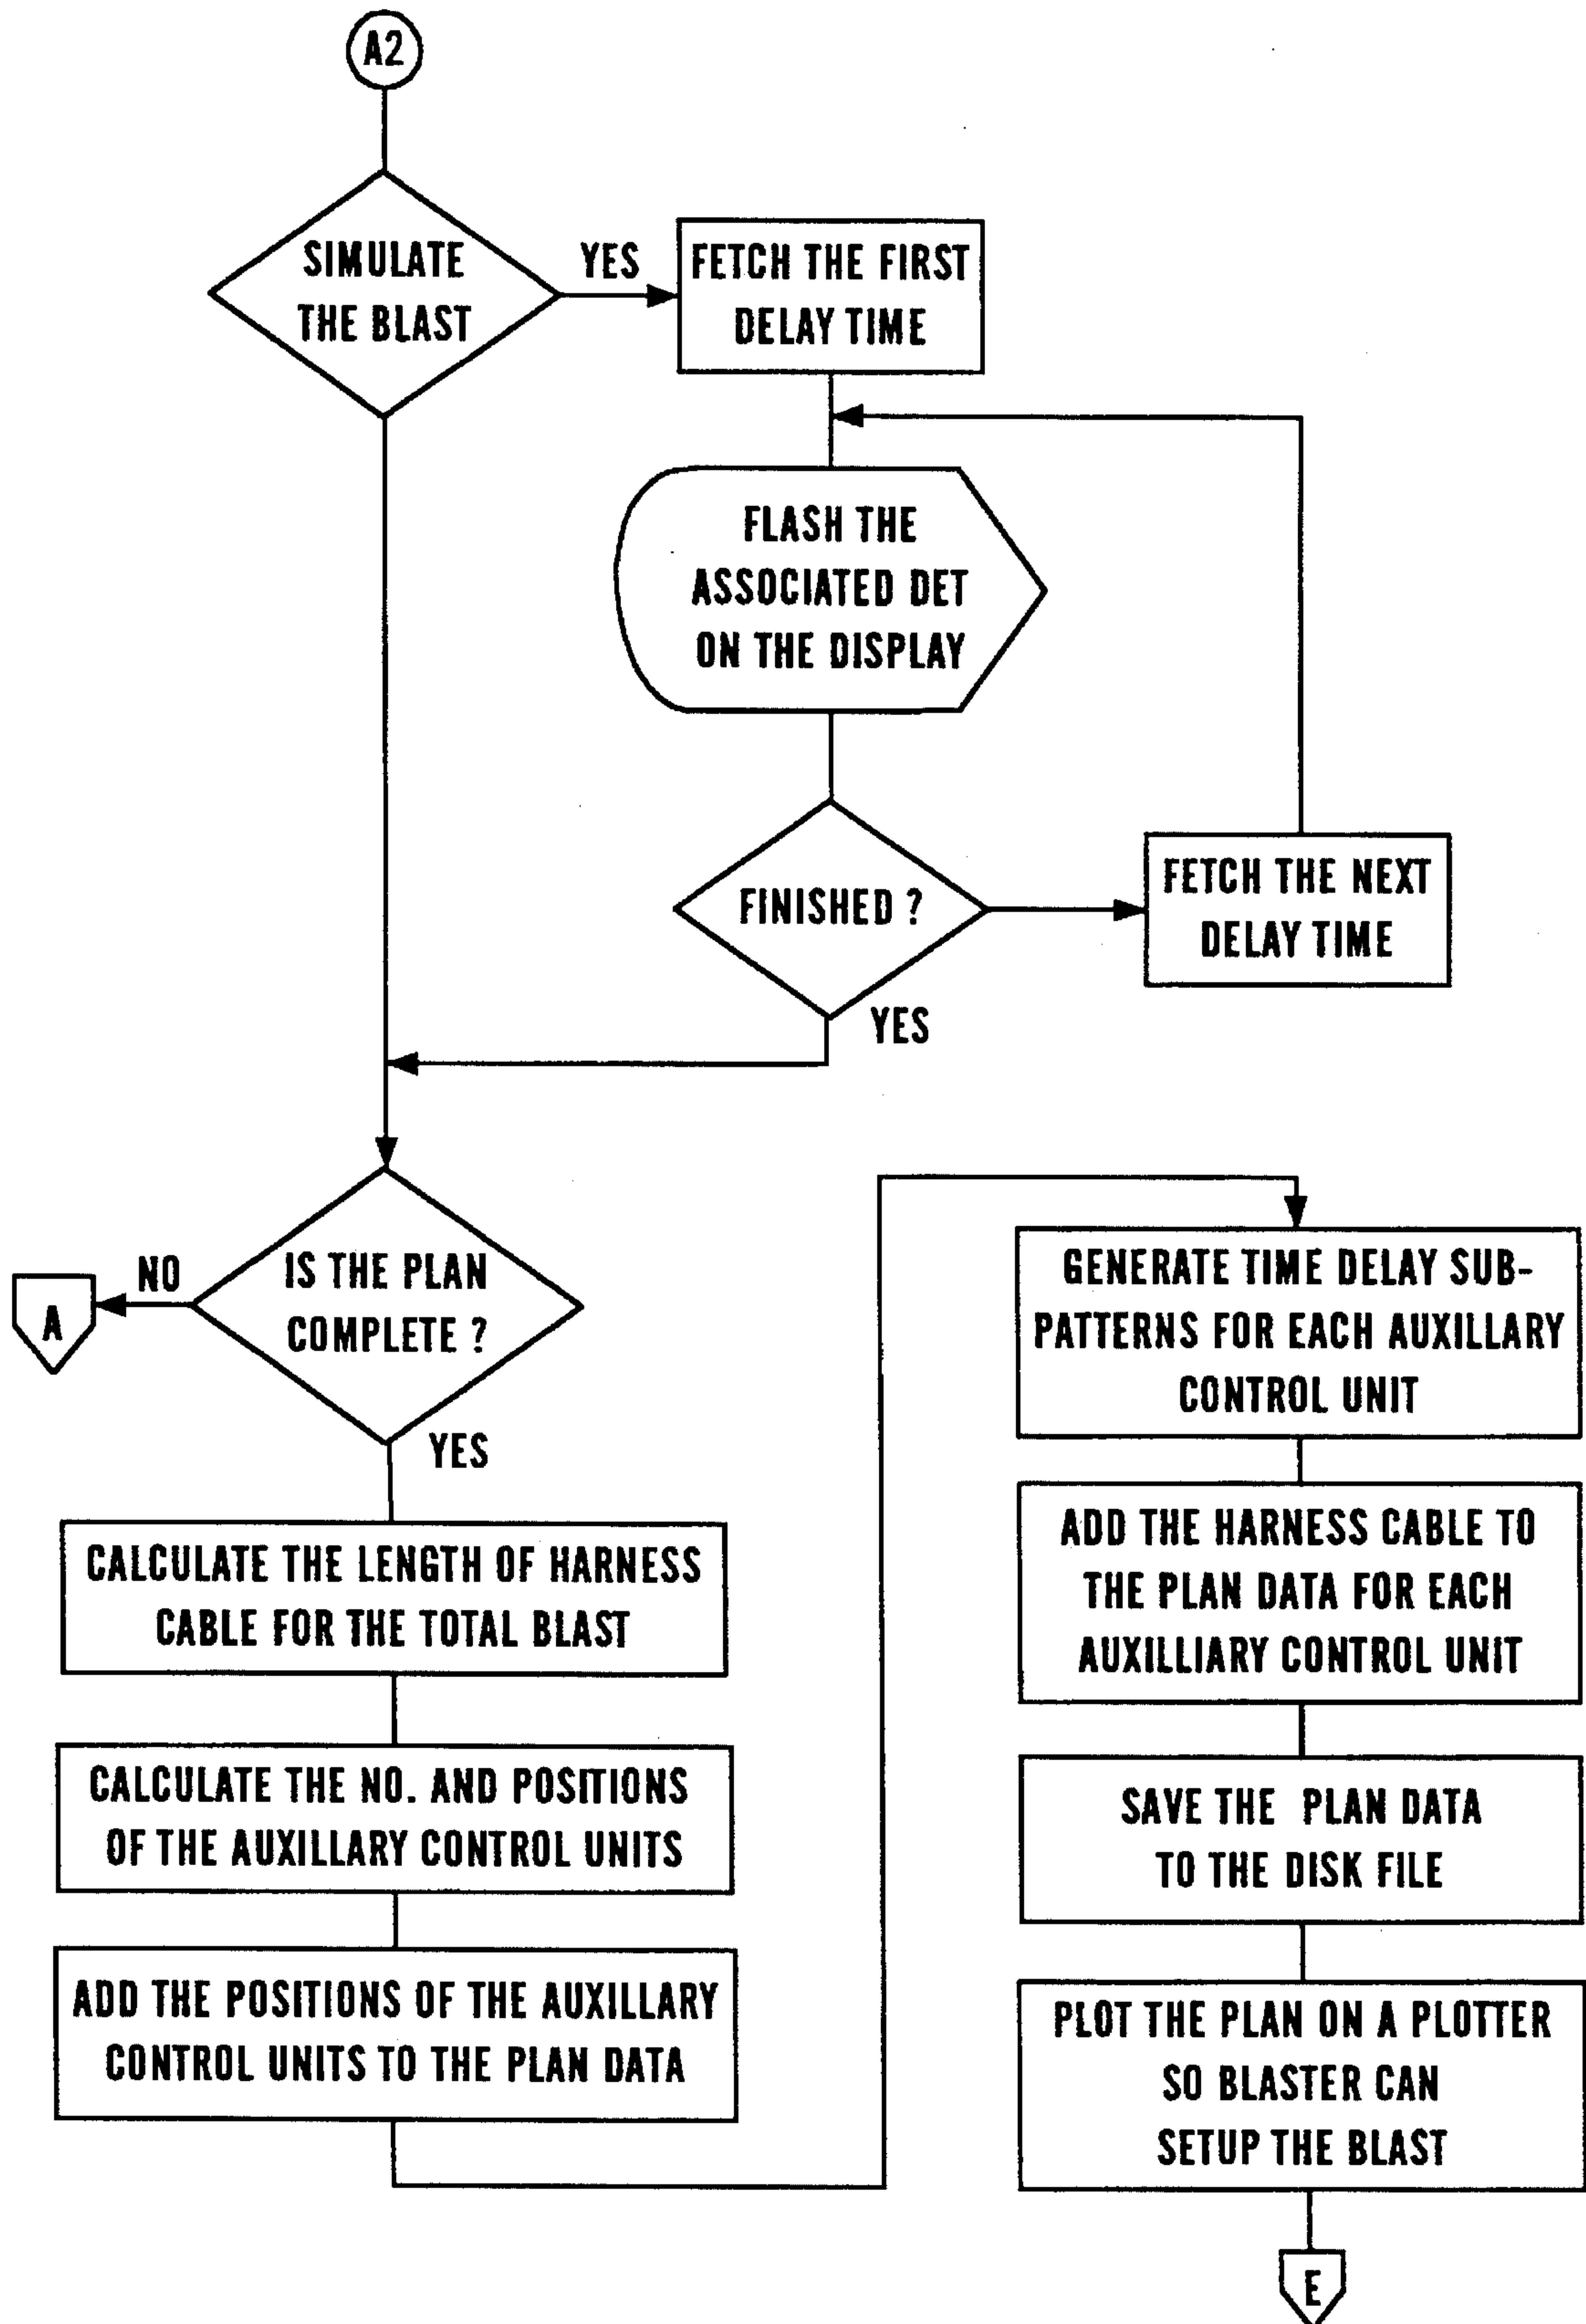 A2
SIMULATE
THE BLAST
YES
FETCH THE FIRST
DELAY TIME
FLASH THE
ASSOCIATED DET
ON THE DISPLAY
FINISHED ?
FETCH THE NEXT
DELAY TIME
YES
IS THE PLAN
COMPLETE ?
NO
A
YES
CALCULATE THE LENGTH OF HARNESS
CABLE FOR THE TOTAL BLAST
CALCULATE THE NO. AND POSITIONS
OF THE AUXILLARY CONTROL UNITS
ADD THE POSITIONS OF THE AUXILLARY
CONTROL UNITS TO THE PLAN DATA
GENERATE TIME DELAY SUB-
PATTERNS FOR EACH AUXILLARY
CONTROL UNIT
ADD THE HARNESS CABLE TO
THE PLAN DATA FOR EACH
AUXILLIARY CONTROL UNIT
SAVE THE PLAN DATA
TO THE DISK FILE
PLOT THE PLAN ON A PLOTTER
SO BLASTER CAN
SETUP THE BLAST
E